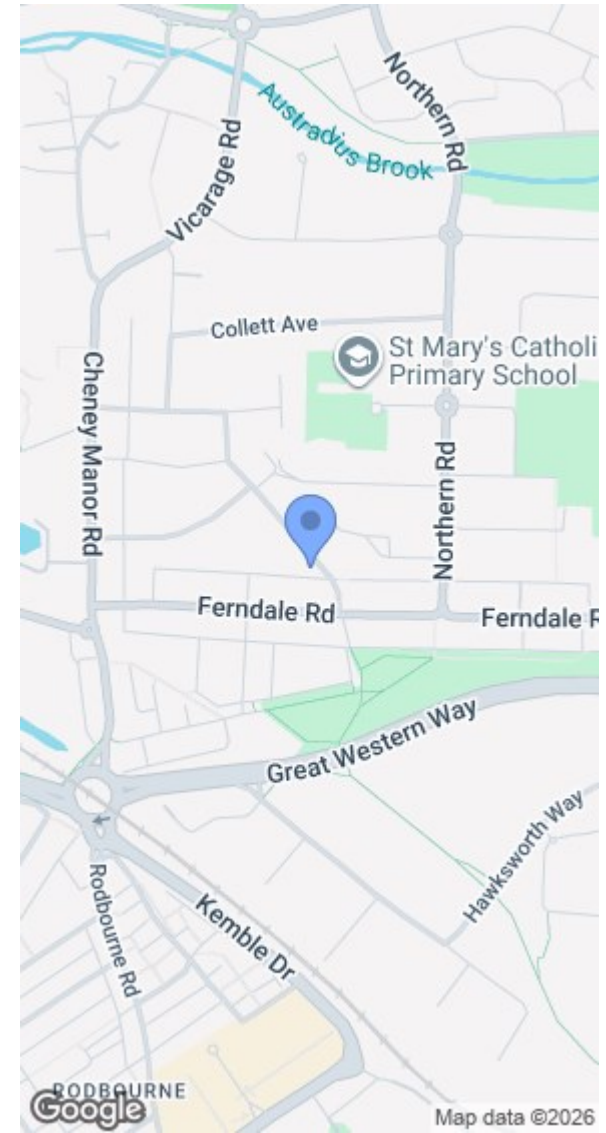 Northern Rd
Austradius Brook
Vicarage Rd
Collett Ave
St Mary's Catholi
Primary School
Cheney Manor Rd
Northern Rd
Ferndale Rd
Ferndale R
Great Western Way
Hawksworth Way
Rodbourne Rd
Kemble Dr
RODBOURNE
Google
Map data ©2026